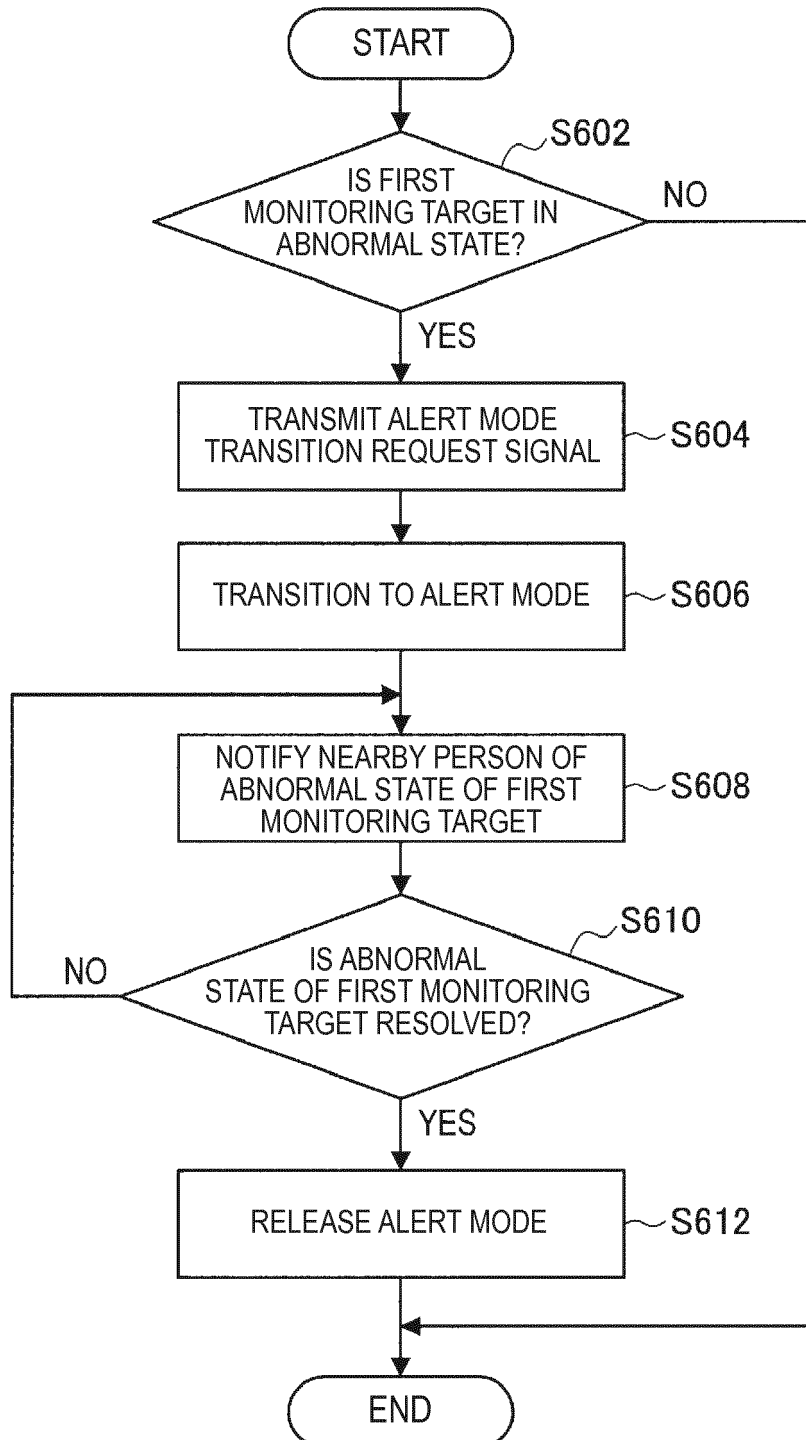 START
S602
IS FIRST
MONITORING TARGET IN
ABNORMAL STATE?
NO
YES
TRANSMIT ALERT MODE
TRANSITION REQUEST SIGNAL
S604
TRANSITION TO ALERT MODE
S606
NOTIFY NEARBY PERSON OF
ABNORMAL STATE OF FIRST
MONITORING TARGET
S608
S610
IS ABNORMAL
STATE OF FIRST MONITORING
TARGET RESOLVED?
NO
YES
RELEASE ALERT MODE
S612
END